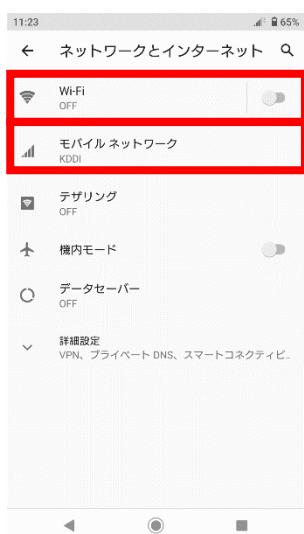 11:23
65%
ネットワークとインターネット
Wi-Fi
OFF
モバイル ネットワーク
KDDI
テザリング
OFF
機内モード
データセーバー
OFF
詳細設定
VPN、プライベート DNS、スマートコネクティビ..